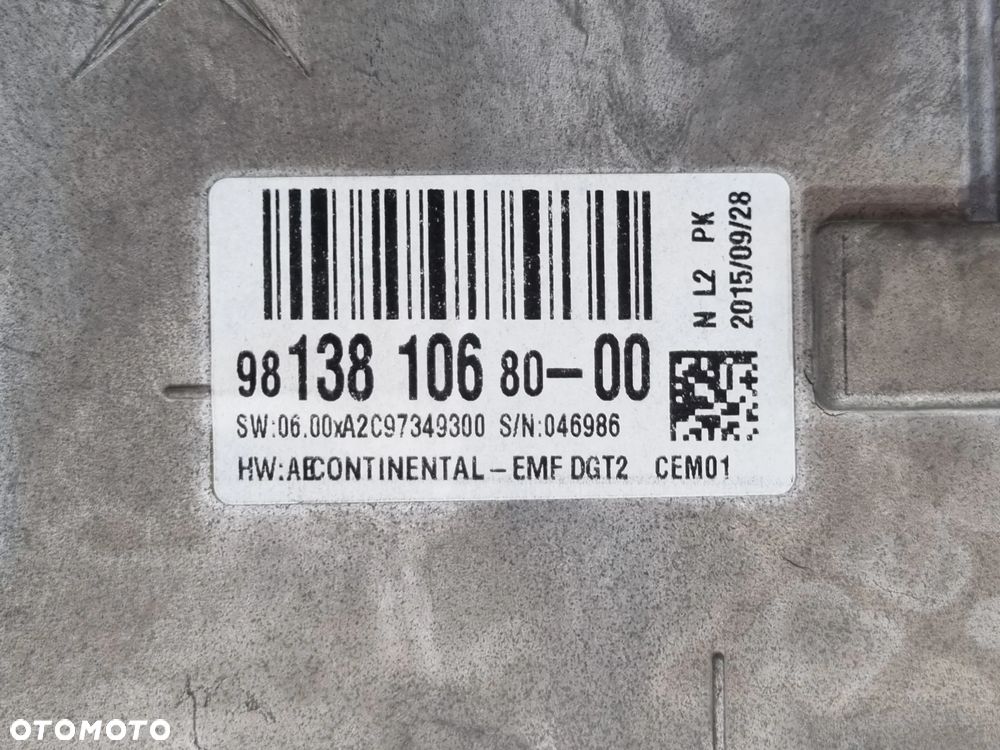 98 138 106 80-00
SW:06.00xA2C97349300 S/N:046986
HW:AECONTINENTAL-EMF DGT2 CEM01
N L2 PK
2015/09/28
OTOMOTO